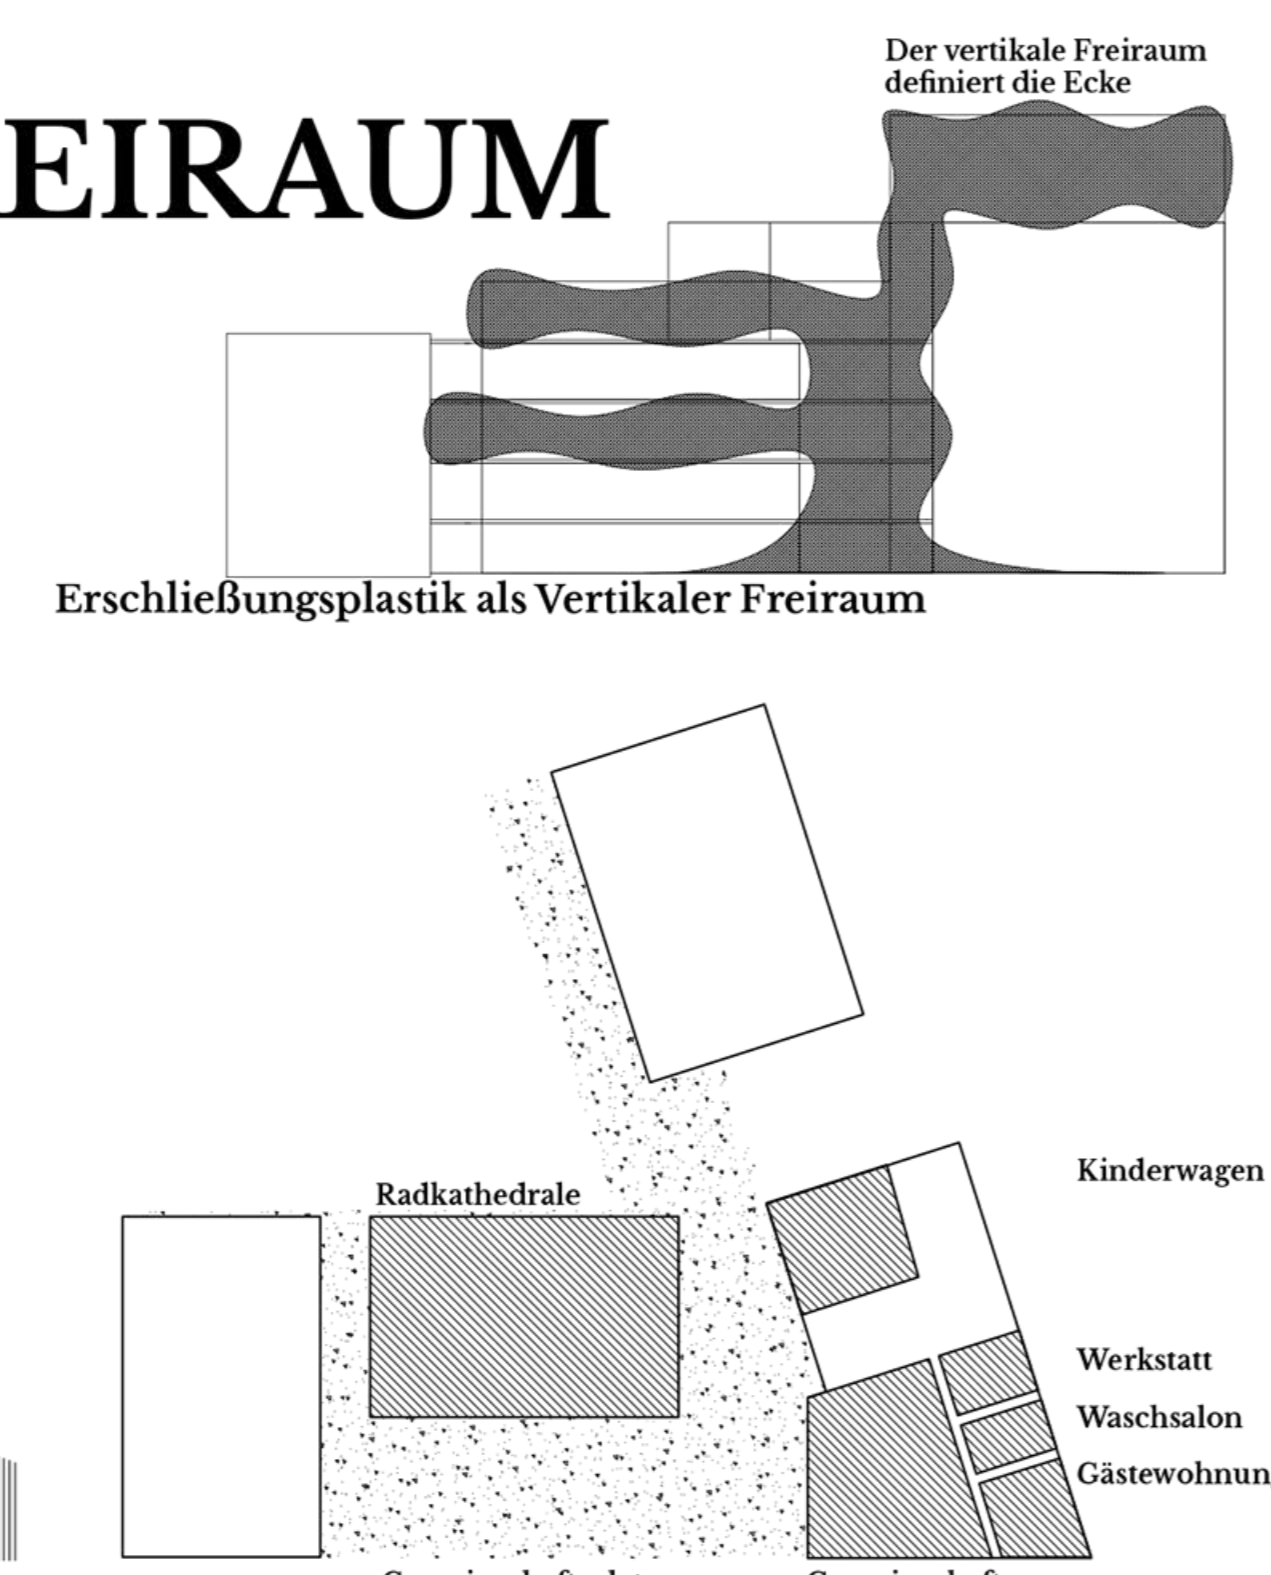 Der vertikale Freiraum
definiert die Ecke
EIRAUM
Erschließungsplastik als Vertikaler Freiraum
Kinderwagen
Radkathedrale
Werkstatt
Waschsalon
Gästewohnun